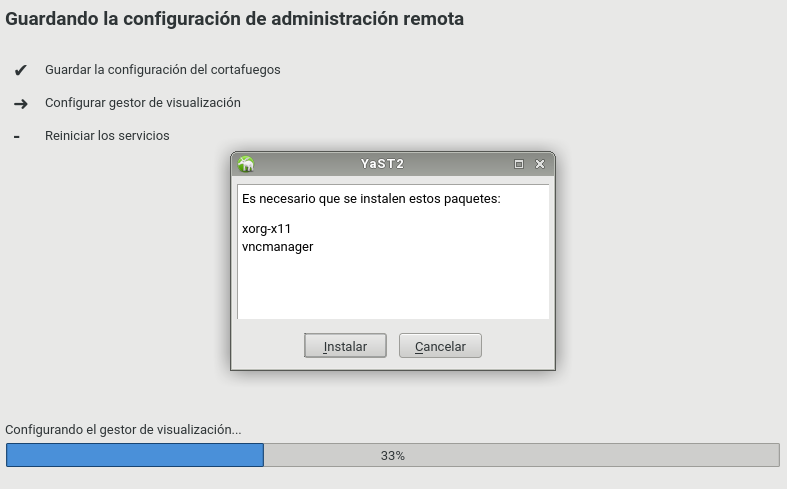 Guardando la configuración de administración remota
✔ Guardar la configuración del cortafuegos
➔ Configurar gestor de visualización
- Reiniciar los servicios
YaST2
Es necesario que se instalen estos paquetes:
xorg-x11
vncmanager
Instalar Cancelar
Configurando el gestor de visualización...
33%